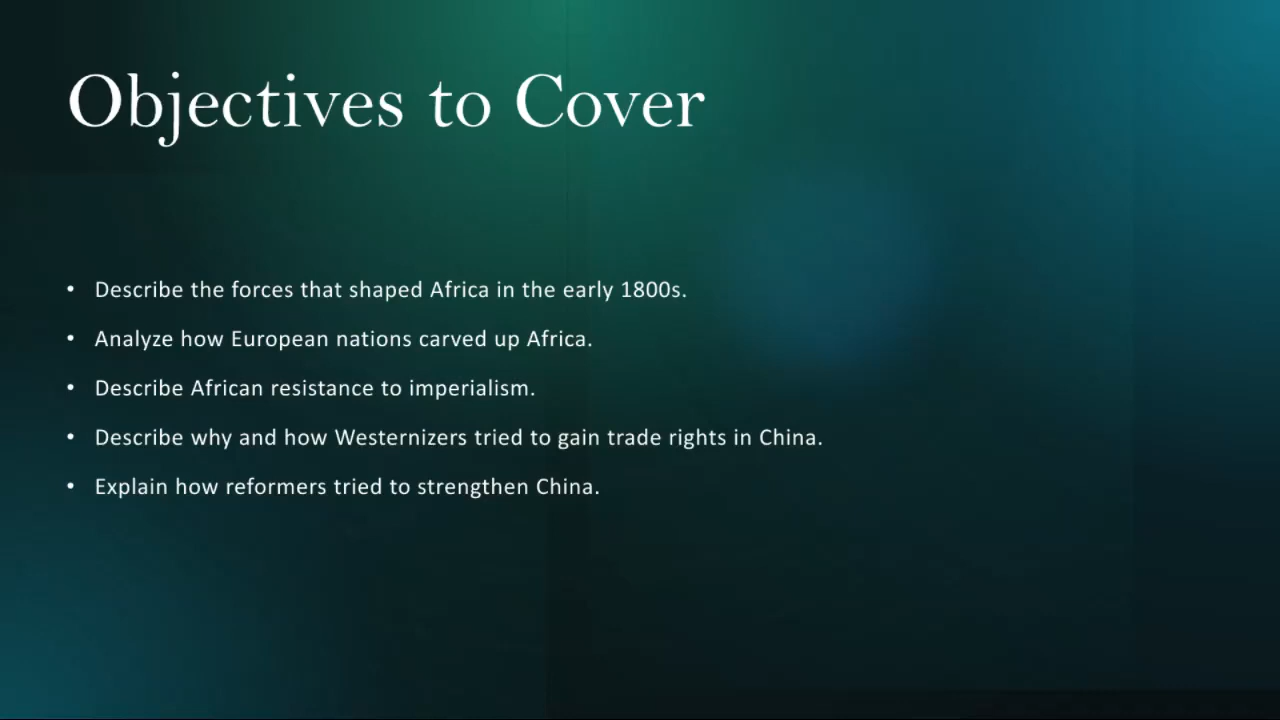 Objectives to Cover
• Describe the forces that shaped Africa in the early 1800s.
• Analyze how European nations carved up Africa.
• Describe African resistance to imperialism.
• Describe why and how Westernizers tried to gain trade rights in China.
• Explain how reformers tried to strengthen China.